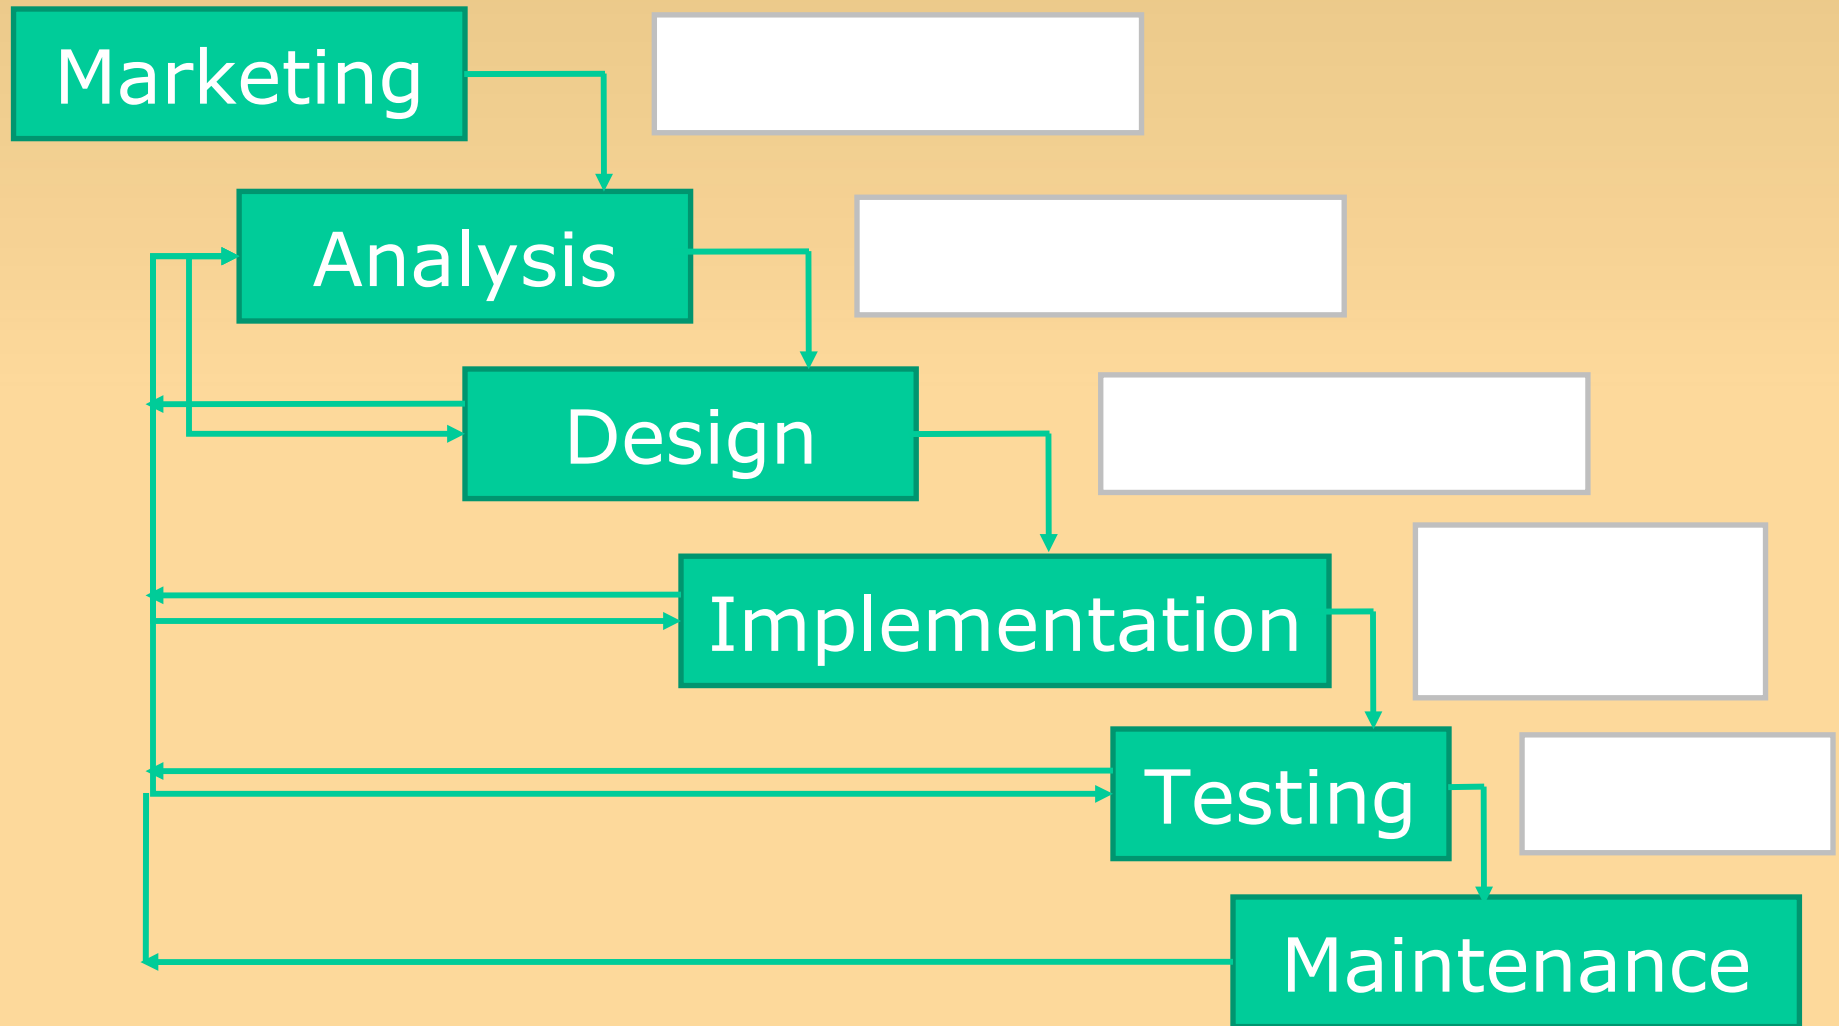 Marketing
Analysis
Design
Implementation
Testing
Maintenance